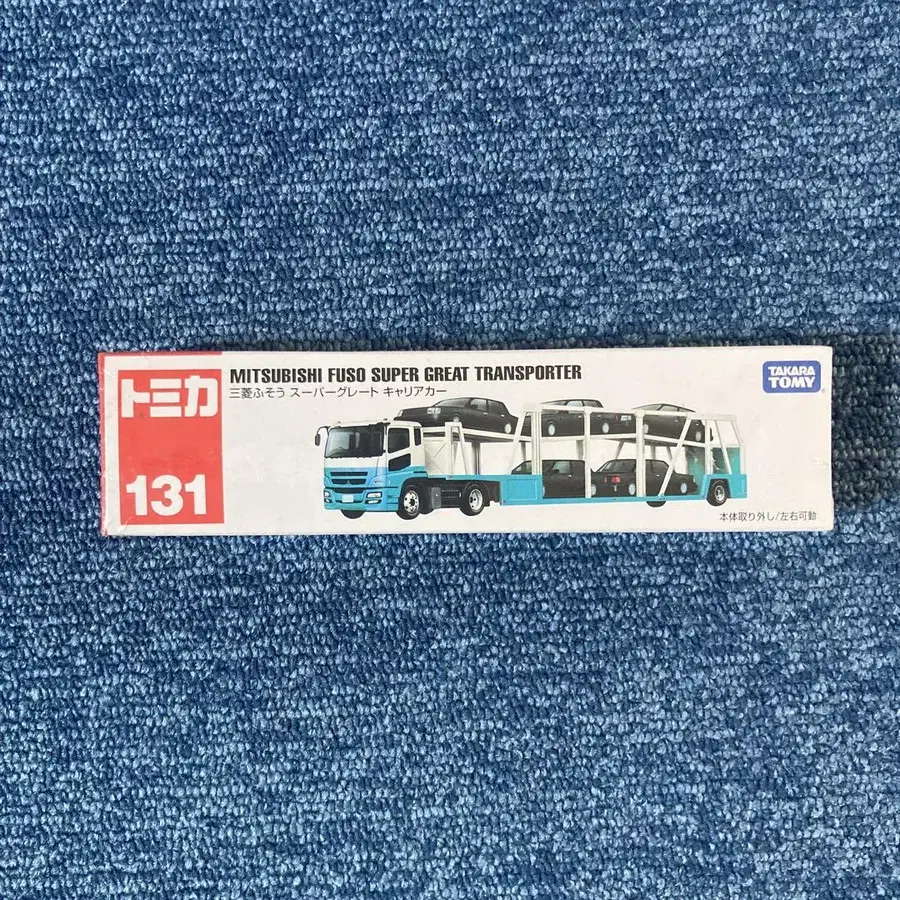 トミカ
131
MITSUBISHI FUSO SUPER GREAT TRANSPORTER
三菱ふそう スーパーグレート キャリアカー
TAKARA
TOMY
本体取り外し/左右可動